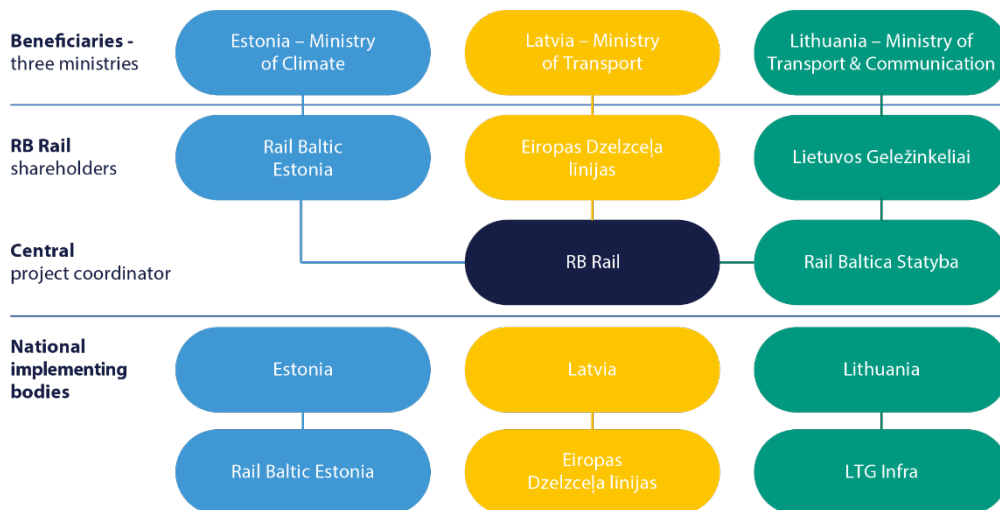 Beneficiaries -
three ministries
Estonia – Ministry
of Climate
Latvia – Ministry
of Transport
Lithuania – Ministry of
Transport & Communication
RB Rail
shareholders
Rail Baltic
Estonia
Eiropas Dzelzceļa
līnijas
Lietuvos Geležinkeliai
Central
project coordinator
RB Rail
Rail Baltica Statyba
National
implementing
bodies
Estonia
Latvia
Lithuania
Rail Baltic Estonia
Eiropas
Dzelzceļa līnijas
LTG Infra